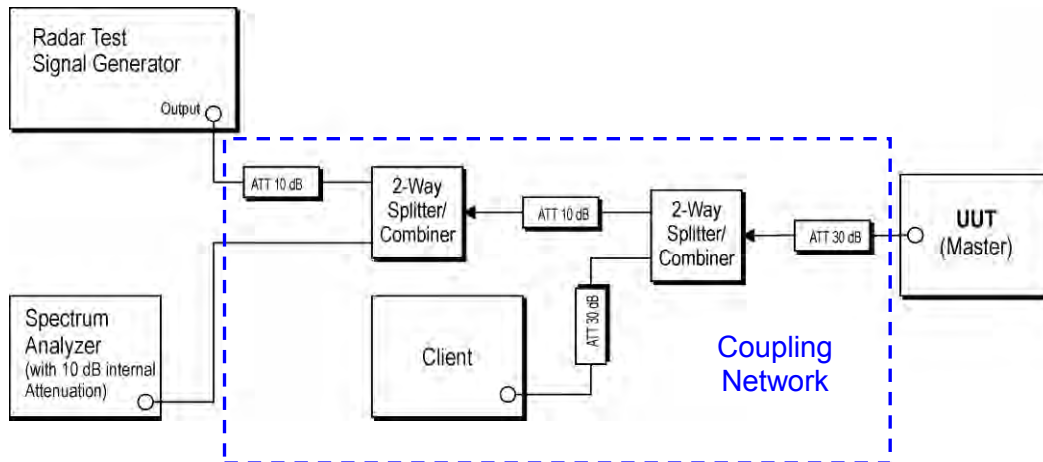 Radar Test
Signal Generator
Output
ATT 10 dB
2-Way
Splitter/
Combiner
ATT 10 dB
2-Way
Splitter/
Combiner
ATT 30 dB
UUT
(Master)
Spectrum
Analyzer
(with 10 dB internal
Attenuation)
Client
ATT 30 dB
Coupling
Network